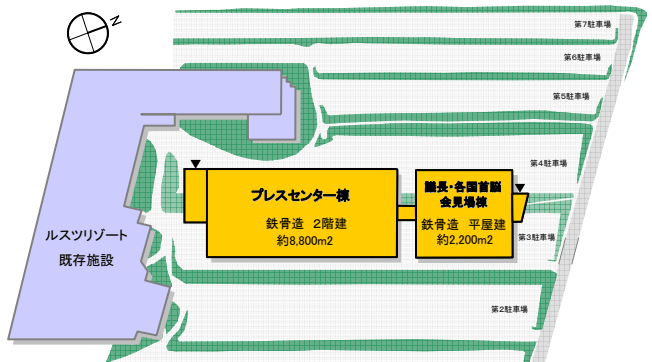 N
第7駐車場
第6駐車場
第5駐車場
第4駐車場
プレスセンター棟
鉄骨造 2階建
約8,800m2
議長・各国首脳
会見場棟
鉄骨造 平屋建
約2,200m2
ルスツリゾート
既存施設
第3駐車場
第2駐車場